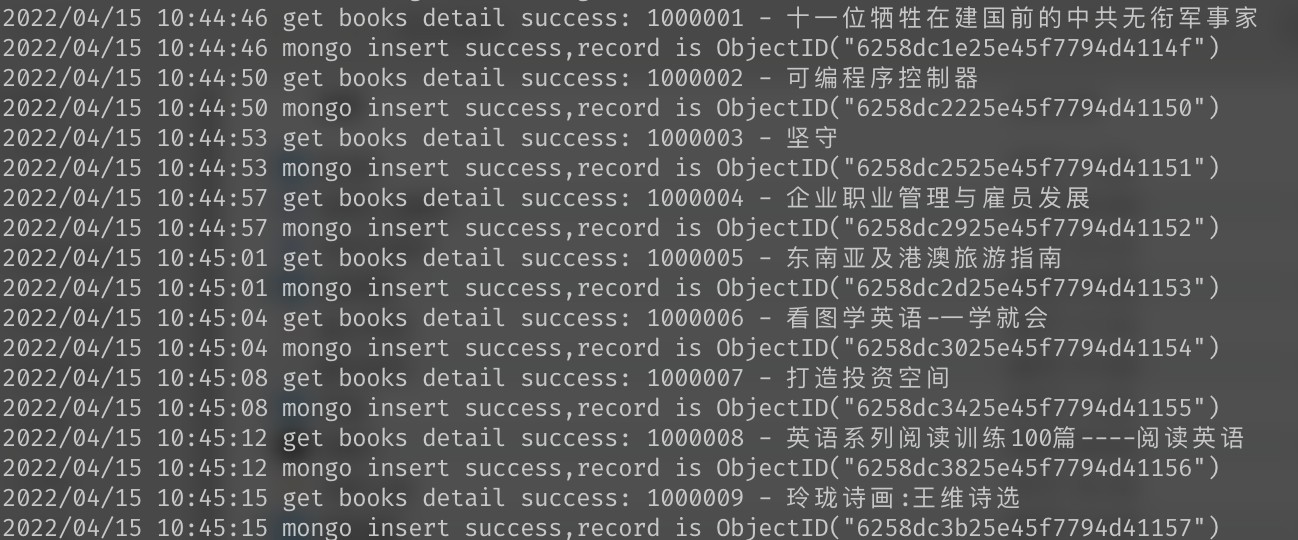 2022/04/15 10:44:46 get books detail success: 1000001 - 十一位牺牲在建国前的中共无衔军事家
2022/04/15 10:44:46 mongo insert success,record is ObjectID("6258dc1e25e45f7794d4114f")
2022/04/15 10:44:50 get books detail success: 1000002 - 可编程序控制器
2022/04/15 10:44:50 mongo insert success,record is ObjectID("6258dc2225e45f7794d41150")
2022/04/15 10:44:53 get books detail success: 1000003 - 坚守
2022/04/15 10:44:53 mongo insert success,record is ObjectID("6258dc2525e45f7794d41151")
2022/04/15 10:44:57 get books detail success: 1000004 - 企业职业管理与雇员发展
2022/04/15 10:44:57 mongo insert success,record is ObjectID("6258dc2925e45f7794d41152")
2022/04/15 10:45:01 get books detail success: 1000005 - 东南亚及港澳旅游指南
2022/04/15 10:45:01 mongo insert success,record is ObjectID("6258dc2d25e45f7794d41153")
2022/04/15 10:45:04 get books detail success: 1000006 - 看图学英语-一学就会
2022/04/15 10:45:04 mongo insert success,record is ObjectID("6258dc3025e45f7794d41154")
2022/04/15 10:45:08 get books detail success: 1000007 - 打造投资空间
2022/04/15 10:45:08 mongo insert success,record is ObjectID("6258dc3425e45f7794d41155")
2022/04/15 10:45:12 get books detail success: 1000008 - 英语系列阅读训练100篇----阅读英语
2022/04/15 10:45:12 mongo insert success,record is ObjectID("6258dc3825e45f7794d41156")
2022/04/15 10:45:15 get books detail success: 1000009 - 玲珑诗画:王维诗选
2022/04/15 10:45:15 mongo insert success,record is ObjectID("6258dc3b25e45f7794d41157")